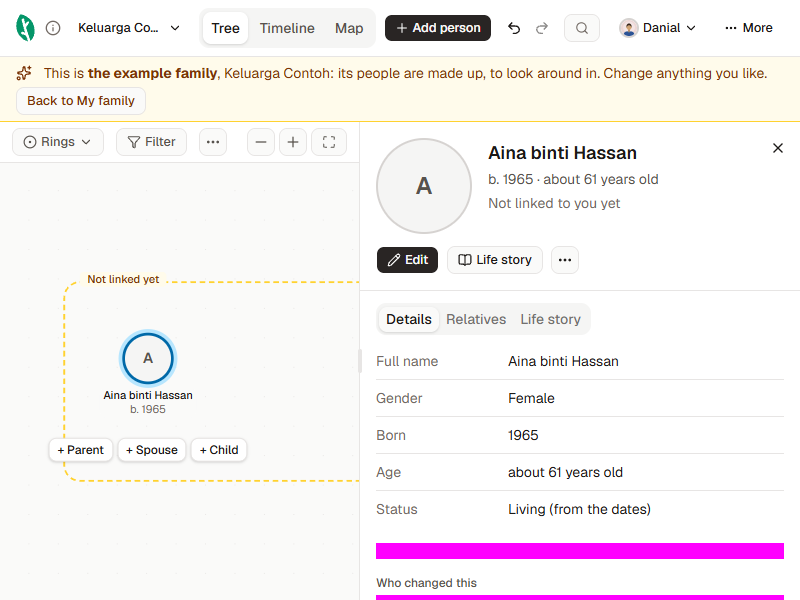 Keluarga Co...
Tree
Timeline
Map
+ Add person
Danial
··· More
This is the example family, Keluarga Contoh: its people are made up, to look around in. Change anything you like.
Back to My family
Rings
Filter
Not linked yet
A
Aina binti Hassan
b. 1965
+ Parent
+ Spouse
+ Child
A
Aina binti Hassan
b. 1965 · about 61 years old
Not linked to you yet
Edit
Life story
Details
Relatives
Life story
Full name Aina binti Hassan
Gender Female
Born 1965
Age about 61 years old
Status Living (from the dates)
Who changed this